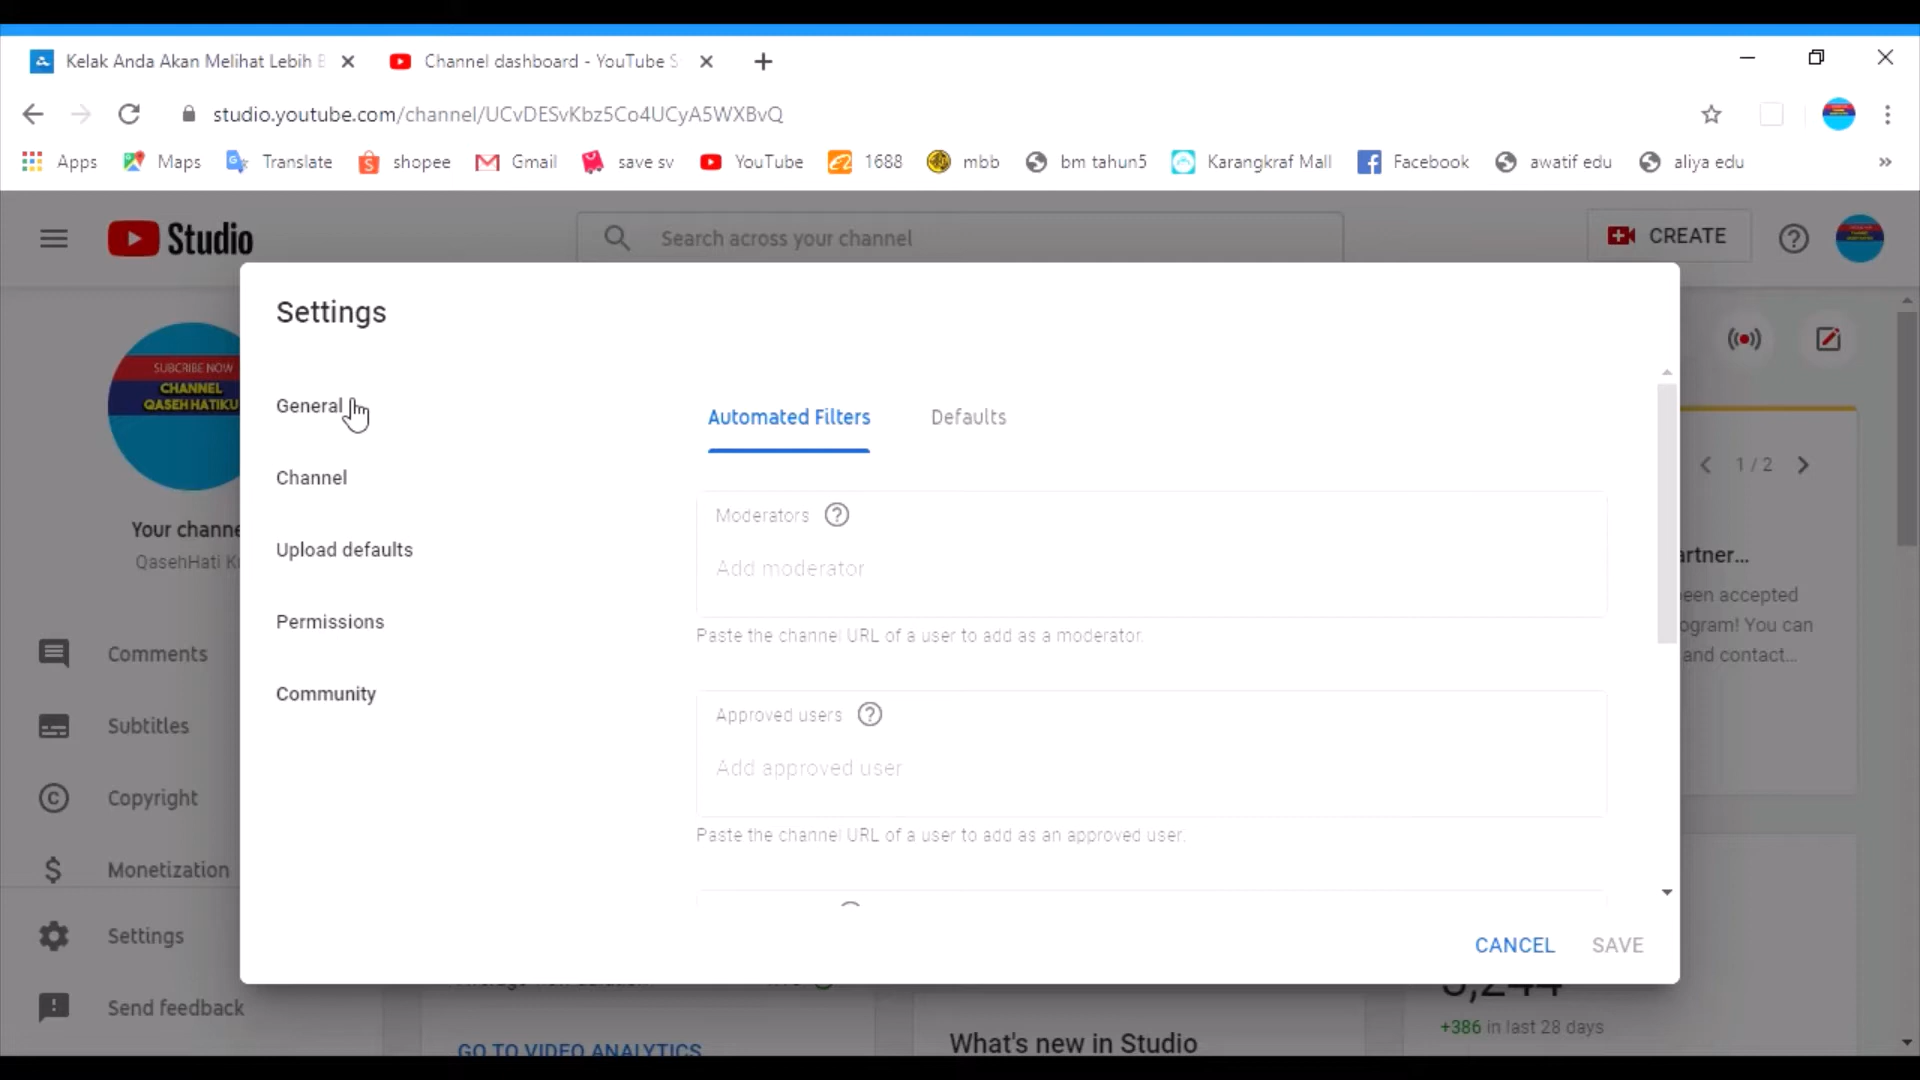 Kelak Anda Akan Melihat Lebih
Channel dashboard - YouTube S
studio.youtube.com/channel/UCvDESvKbz5Co4UCyA5WXBvQ
Apps Maps Translate shopee Gmail save sv YouTube 1688 mbb bm tahun5 Karangkraf Mall Facebook awatif edu aliya edu
Studio
Search across your channel
CREATE
Settings
SUBCRIBE NOW
CHANNEL
QASEH HATIKU
General
Channel
Upload defaults
Permissions
Community
Automated Filters
Defaults
Moderators
Add moderator
Paste the channel URL of a user to add as a moderator.
Approved users
Add approved user
Paste the channel URL of a user to add as an approved user.
CANCEL
SAVE
1 / 2
artner...
een accepted
ogram! You can
and contact...
Your channe
QasehHati K
Comments
Subtitles
Copyright
Monetization
Settings
Send feedback
GO TO VIDEO ANALYTICS
What's new in Studio
+386 in last 28 days